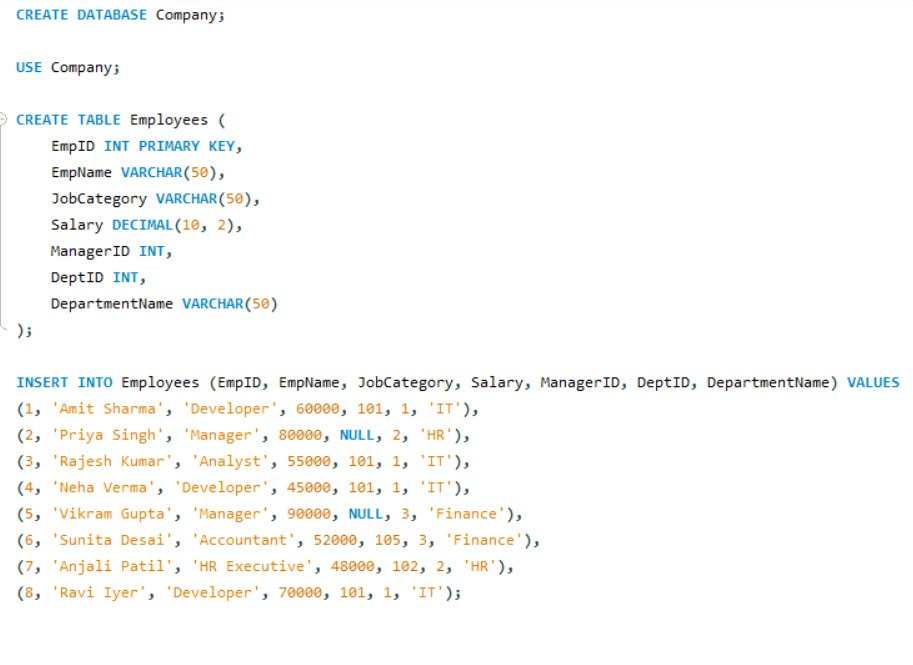 CREATE DATABASE Company;
USE Company;
CREATE TABLE Employees (
EmpID INT PRIMARY KEY,
EmpName VARCHAR(50),
JobCategory VARCHAR(50),
Salary DECIMAL(10, 2),
ManagerID INT,
DeptID INT,
DepartmentName VARCHAR(50)
);
INSERT INTO Employees (EmpID, EmpName, JobCategory, Salary, ManagerID, DeptID, DepartmentName) VALUES
(1, 'Amit Sharma', 'Developer', 60000, 101, 1, 'IT'),
(2, 'Priya Singh', 'Manager', 80000, NULL, 2, 'HR'),
(3, 'Rajesh Kumar', 'Analyst', 55000, 101, 1, 'IT'),
(4, 'Neha Verma', 'Developer', 45000, 101, 1, 'IT'),
(5, 'Vikram Gupta', 'Manager', 90000, NULL, 3, 'Finance'),
(6, 'Sunita Desai', 'Accountant', 52000, 105, 3, 'Finance'),
(7, 'Anjali Patil', 'HR Executive', 48000, 102, 2, 'HR'),
(8, 'Ravi Iyer', 'Developer', 70000, 101, 1, 'IT');